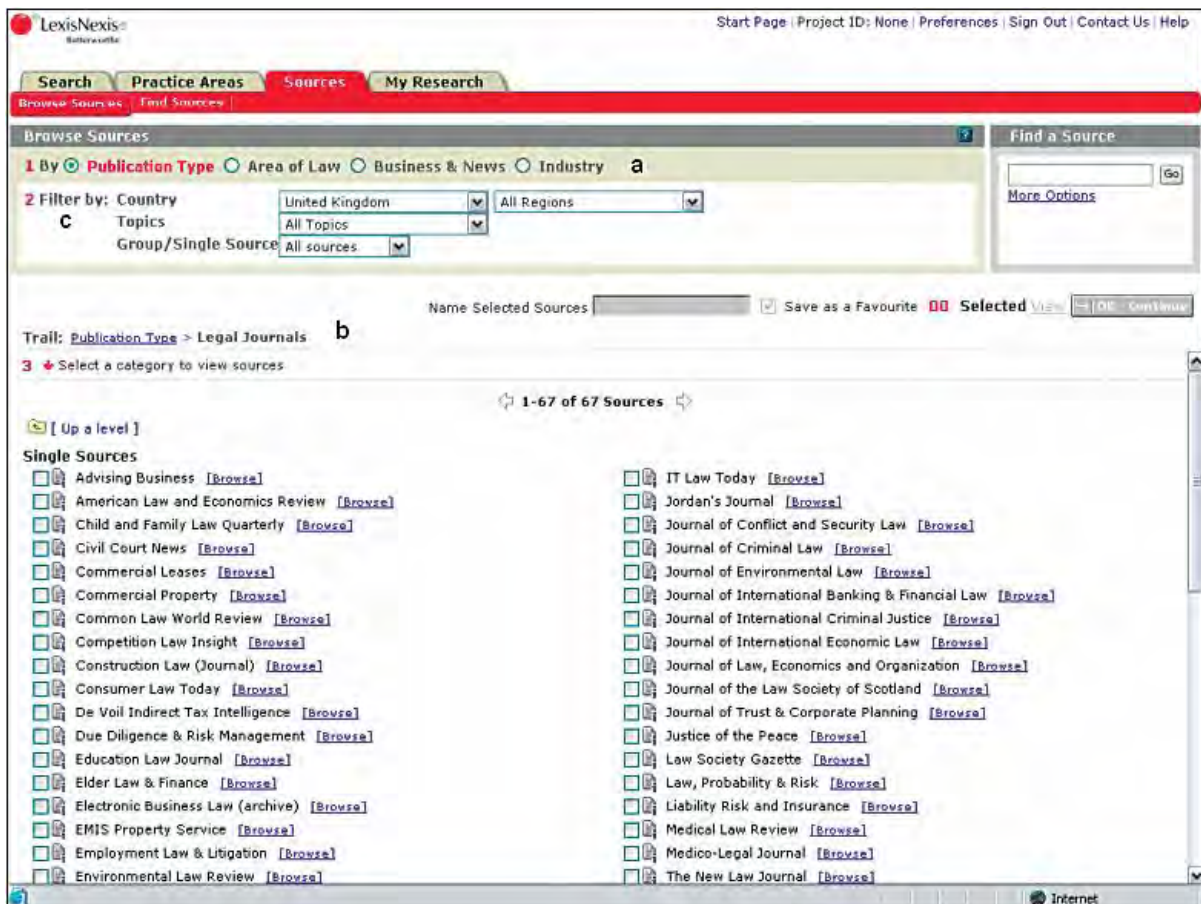 LexisNexis
Butterworths
Start Page | Project ID: None | Preferences | Sign Out | Contact Us | Help
Search Practice Areas Sources My Research
Browse Sources | Find Sources |
Browse Sources ? Find a Source
1 By Publication Type Area of Law Business & News Industry a
Go
More Options
2 Filter by: Country United Kingdom All Regions
c Topics All Topics
Group/Single Source All sources
Name Selected Sources Save as a Favourite Selected View OK - Continue
Trail: Publication Type > Legal Journals b
3 Select a category to view sources
1-67 of 67 Sources
[ Up a level ]
Single Sources
Advising Business [Browse]
American Law and Economics Review [Browse]
Child and Family Law Quarterly [Browse]
Civil Court News [Browse]
Commercial Leases [Browse]
Commercial Property [Browse]
Common Law World Review [Browse]
Competition Law Insight [Browse]
Construction Law (Journal) [Browse]
Consumer Law Today [Browse]
De Voil Indirect Tax Intelligence [Browse]
Due Diligence & Risk Management [Browse]
Education Law Journal [Browse]
Elder Law & Finance [Browse]
Electronic Business Law (archive) [Browse]
EMIS Property Service [Browse]
Employment Law & Litigation [Browse]
Environmental Law Review [Browse]
IT Law Today [Browse]
Jordan's Journal [Browse]
Journal of Conflict and Security Law [Browse]
Journal of Criminal Law [Browse]
Journal of Environmental Law [Browse]
Journal of International Banking & Financial Law [Browse]
Journal of International Criminal Justice [Browse]
Journal of International Economic Law [Browse]
Journal of Law, Economics and Organization [Browse]
Journal of the Law Society of Scotland [Browse]
Journal of Trust & Corporate Planning [Browse]
Justice of the Peace [Browse]
Law Society Gazette [Browse]
Law, Probability & Risk [Browse]
Liability Risk and Insurance [Browse]
Medical Law Review [Browse]
Medico-Legal Journal [Browse]
The New Law Journal [Browse]
Internet